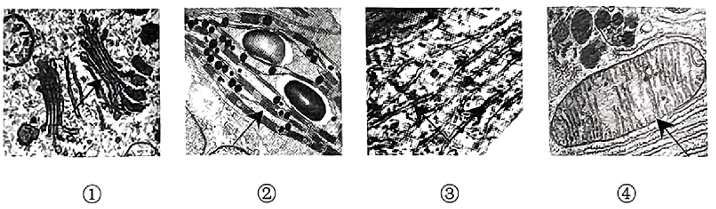 ① ② ③ ④